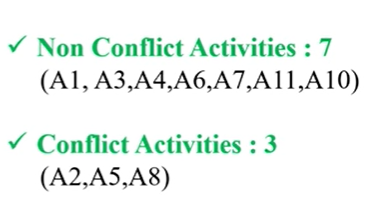 ✓ Non Conflict Activities : 7
(A1, A3,A4,A6,A7,A11,A10)
✓ Conflict Activities : 3
(A2,A5,A8)